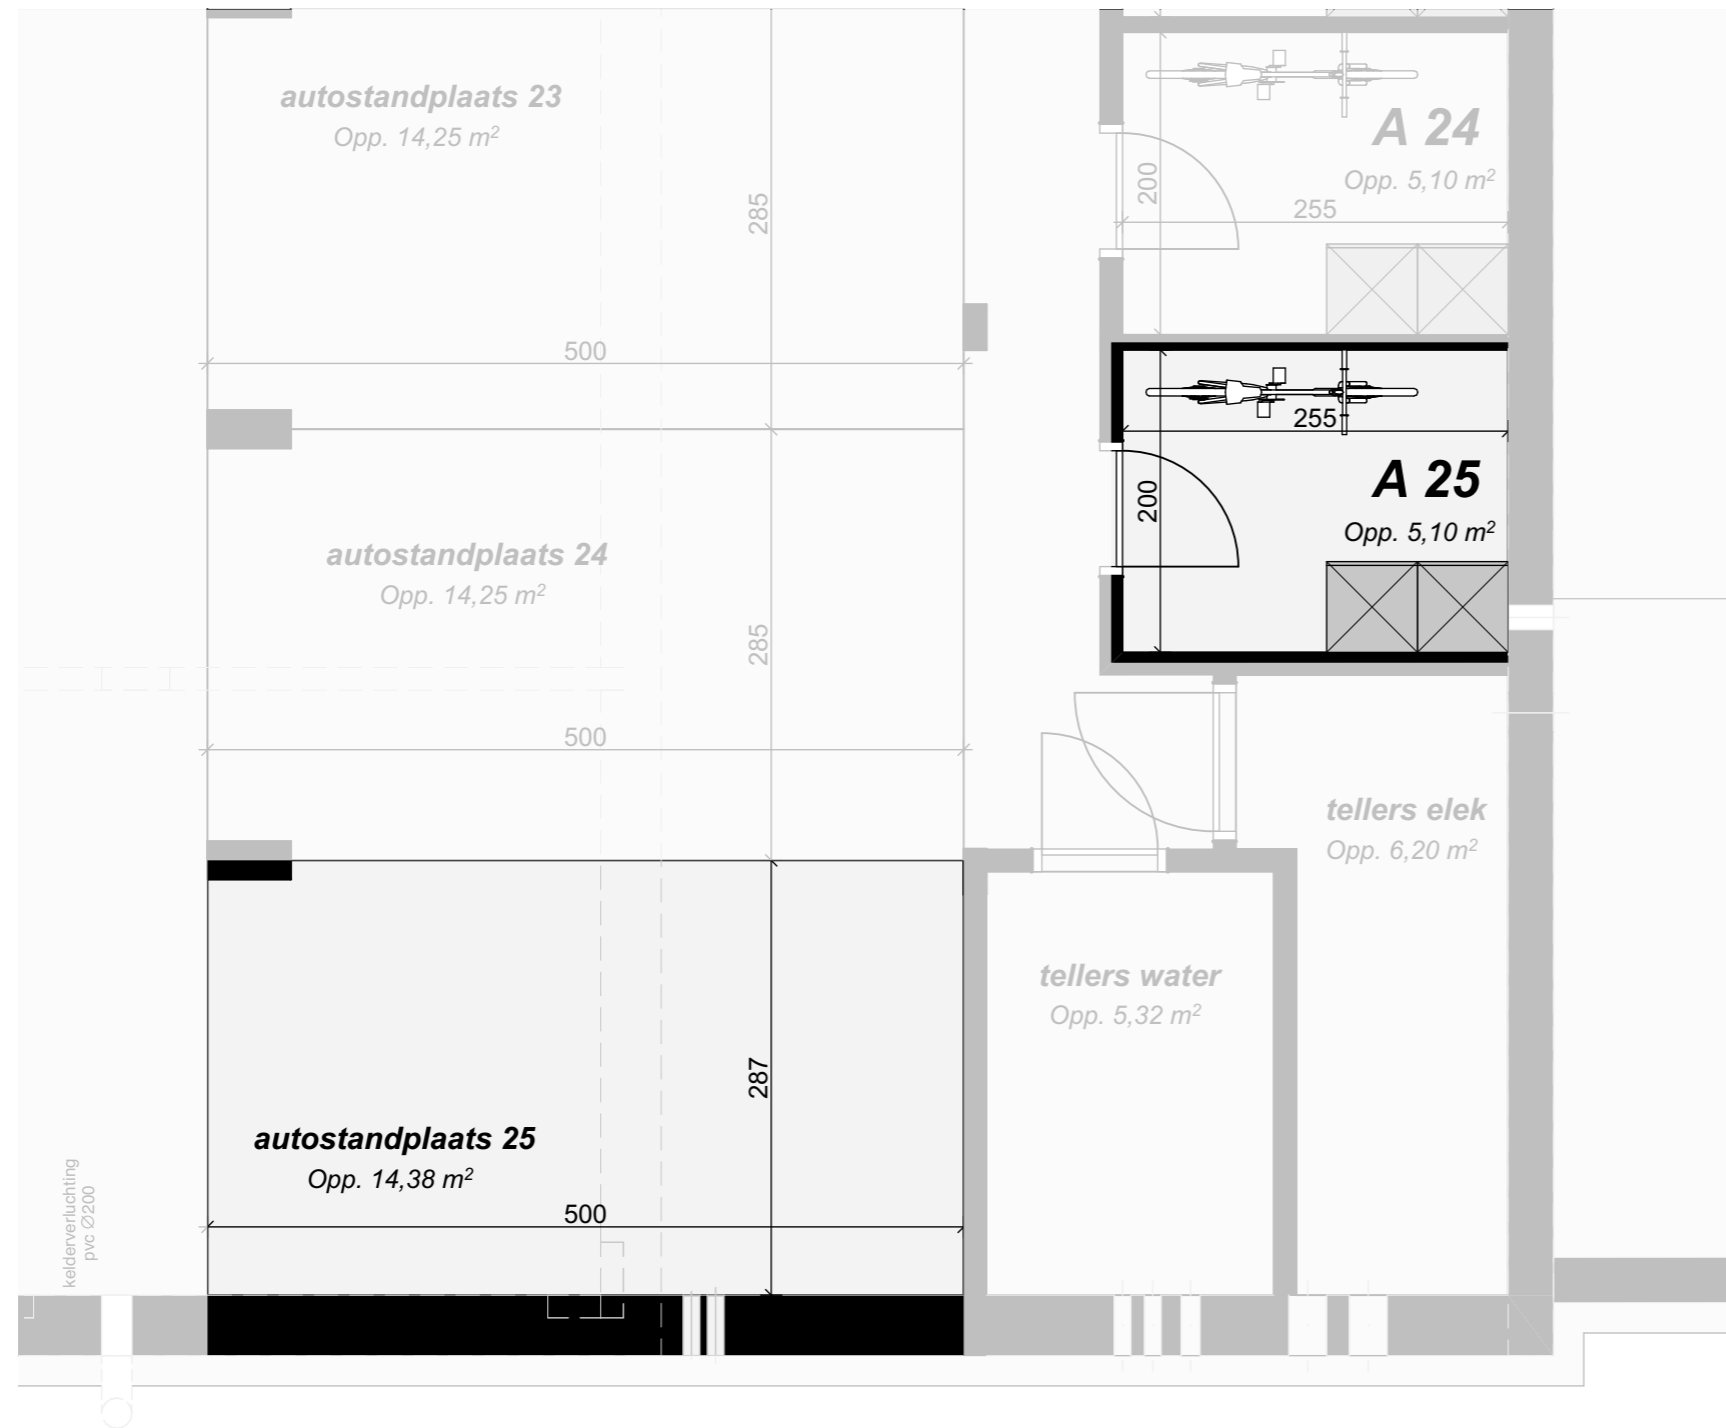 autostandplaats 23
Opp. 14,25 m²
285
500
A 24
Opp. 5,10 m²
200
255
255
A 25
Opp. 5,10 m²
200
autostandplaats 24
Opp. 14,25 m²
285
500
tellers elek
Opp. 6,20 m²
tellers water
Opp. 5,32 m²
287
autostandplaats 25
Opp. 14,38 m²
500
kelderverluchting
pvc Ø200